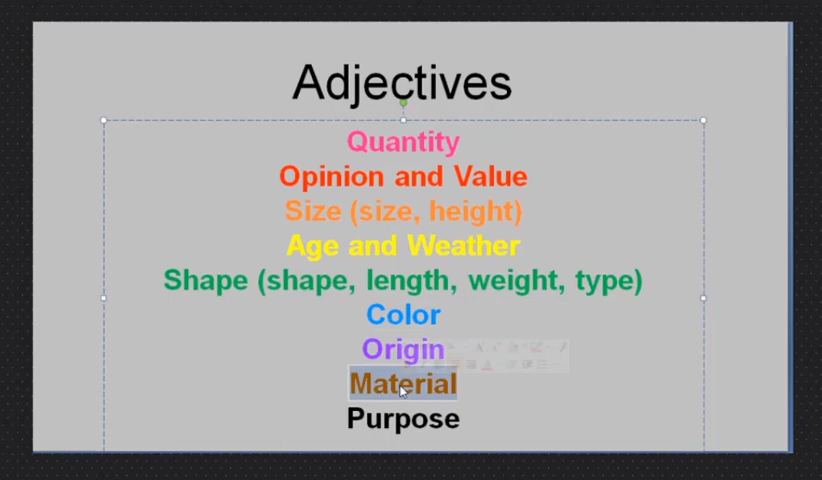 Adjectives
Quantity
Opinion and Value
Size (size, height)
Age and Weather
Shape (shape, length, weight, type)
Color
Origin
Material
Purpose